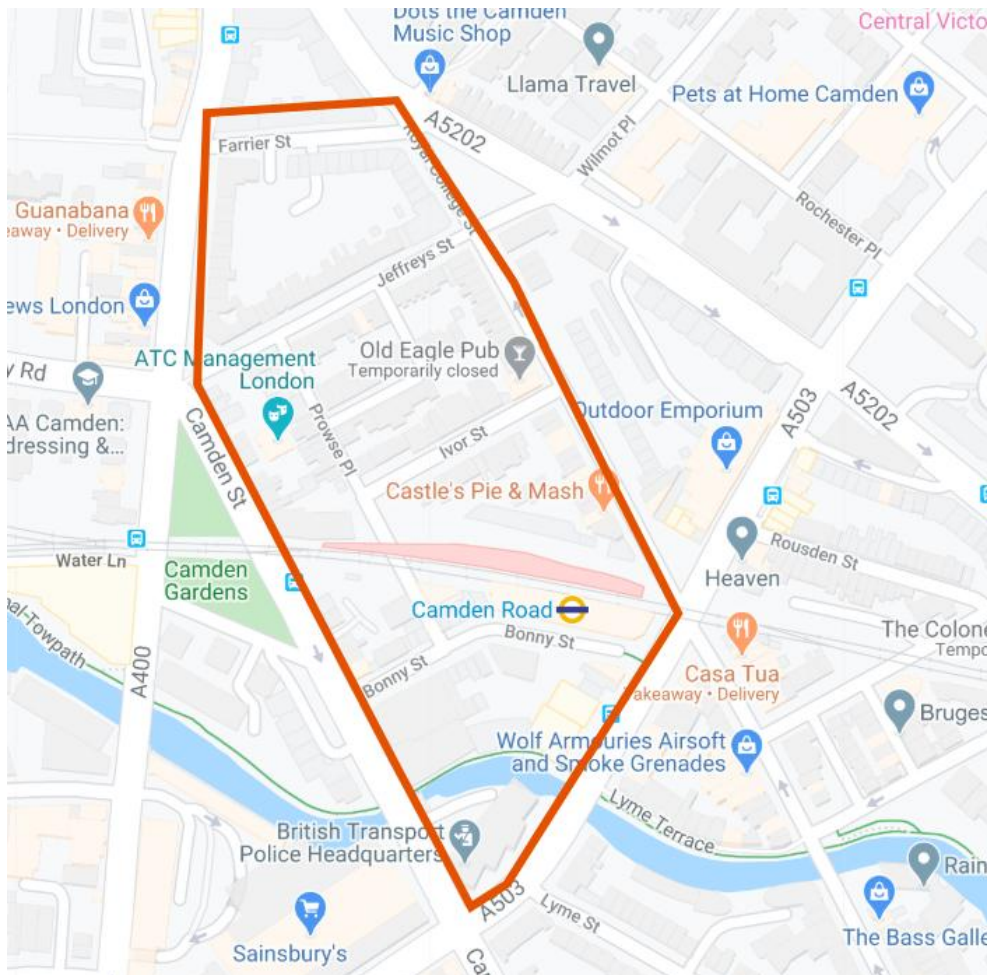 Dots the Camden
Music Shop
Central Victo
Llama Travel
Pets at Home Camden
A5202
Farrier St
Royal College St
Wilmot Pl
Guanabana
eaway • Delivery
Rochester Pl
Jeffreys St
ews London
Old Eagle Pub
Temporarily closed
ATC Management
London
y Rd
A503
A5202
AA Camden:
dressing &...
Camden St
Prowse Pl
Ivor St
Outdoor Emporium
Castle's Pie & Mash
Water Ln
Camden
Gardens
Rousden St
Heaven
Camden Road
Bonny St
The Colone
Tempo
nal-Towpath
A400
Bonny St
Casa Tua
Takeaway • Delivery
Bruges
Wolf Armouries Airsoft
and Smoke Grenades
Lyme Terrace
British Transport
Police Headquarters
Rain
A503
Lyme St
Sainsbury's
Ca
The Bass Galle